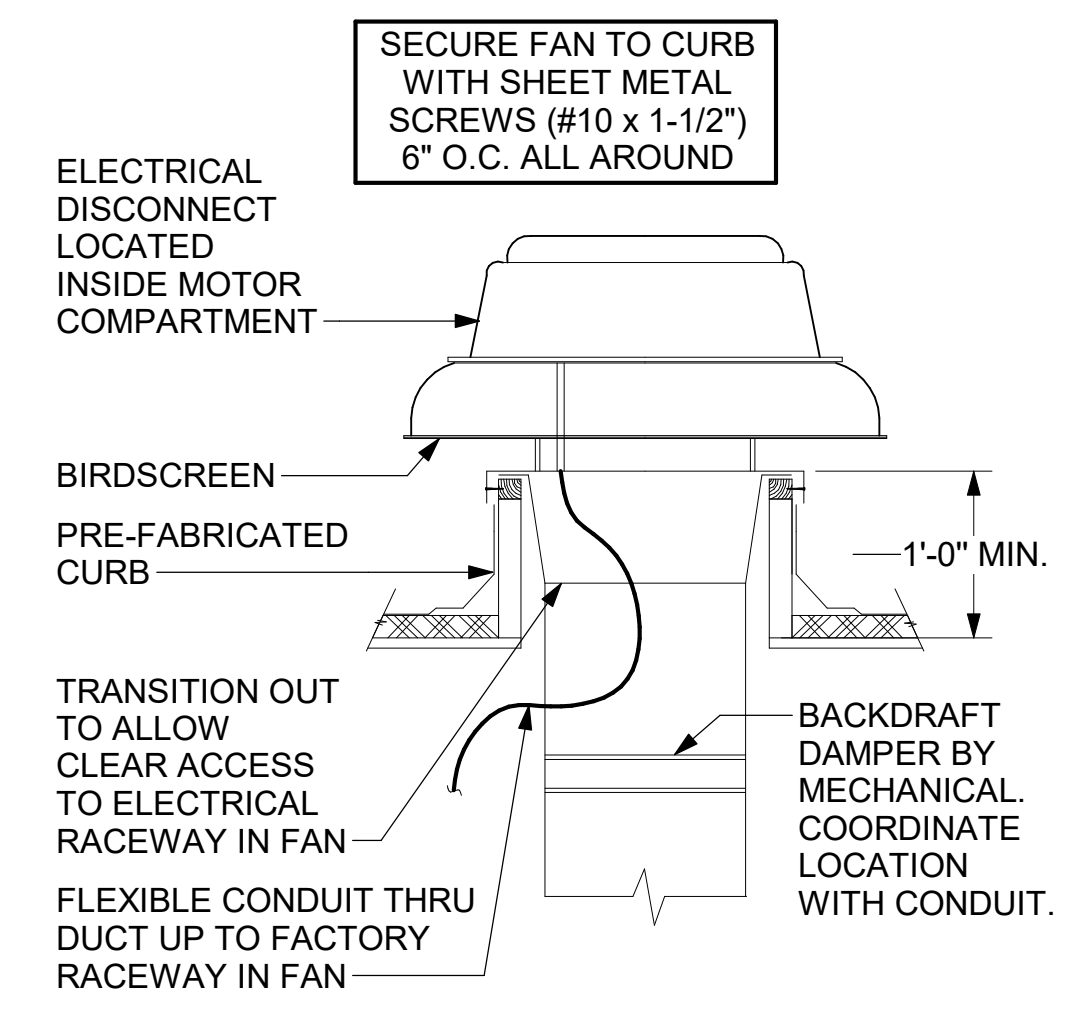 SECURE FAN TO CURB
WITH SHEET METAL
SCREWS (#10 x 1-1/2")
6" O.C. ALL AROUND
ELECTRICAL
DISCONNECT
LOCATED
INSIDE MOTOR
COMPARTMENT
BIRDSCREEN
PRE-FABRICATED
CURB
1'-0" MIN.
TRANSITION OUT
TO ALLOW
CLEAR ACCESS
TO ELECTRICAL
RACEWAY IN FAN
BACKDRAFT
DAMPER BY
MECHANICAL.
COORDINATE
LOCATION
WITH CONDUIT.
FLEXIBLE CONDUIT THRU
DUCT UP TO FACTORY
RACEWAY IN FAN